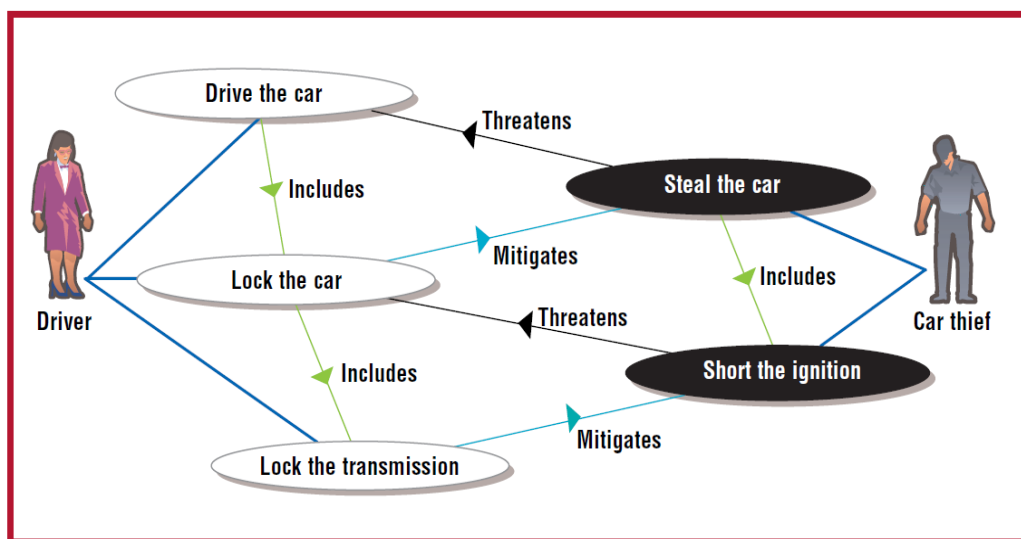 Drive the car
Threatens
Steal the car
Includes
Mitigates
Lock the car
Includes
Driver
Threatens
Car thief
Short the ignition
Includes
Mitigates
Lock the transmission